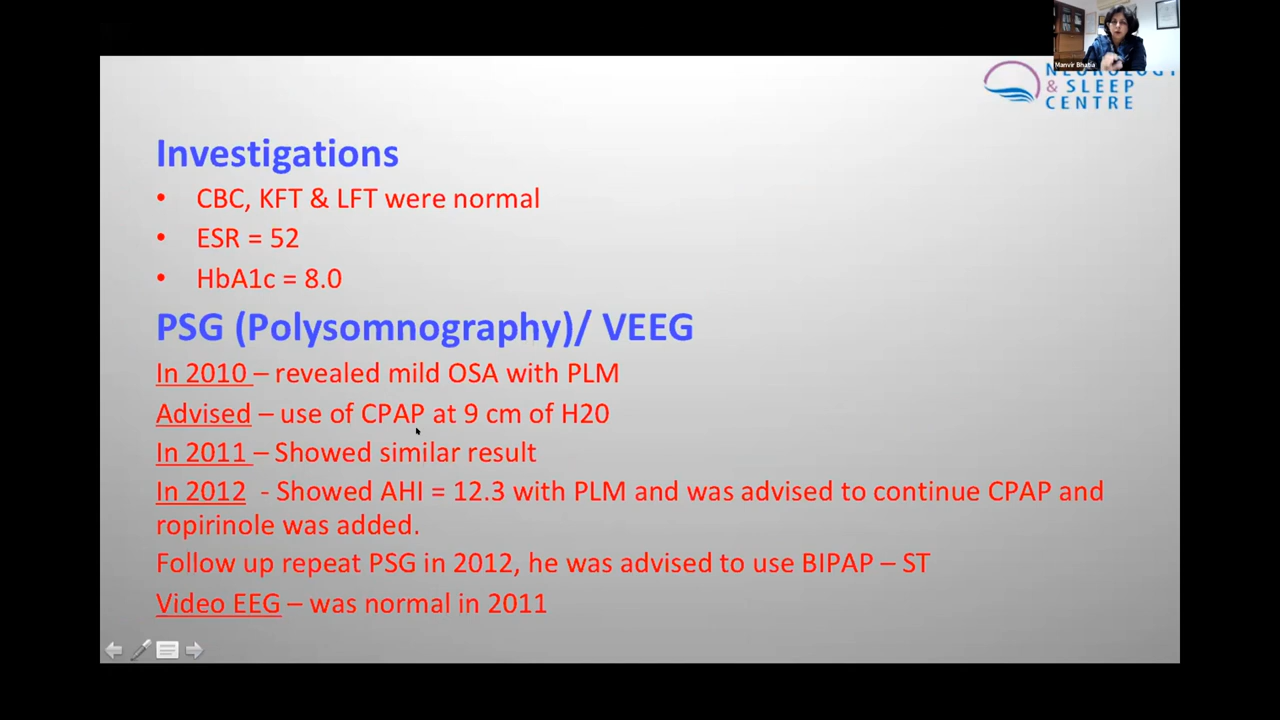 Manvir Bhatia
NEUROLOGY
& SLEEP
CENTRE
Investigations
• CBC, KFT & LFT were normal
• ESR = 52
• HbA1c = 8.0
PSG (Polysomnography)/ VEEG
In 2010 – revealed mild OSA with PLM
Advised – use of CPAP at 9 cm of H20
In 2011 – Showed similar result
In 2012 - Showed AHI = 12.3 with PLM and was advised to continue CPAP and
ropirinole was added.
Follow up repeat PSG in 2012, he was advised to use BIPAP – ST
Video EEG – was normal in 2011